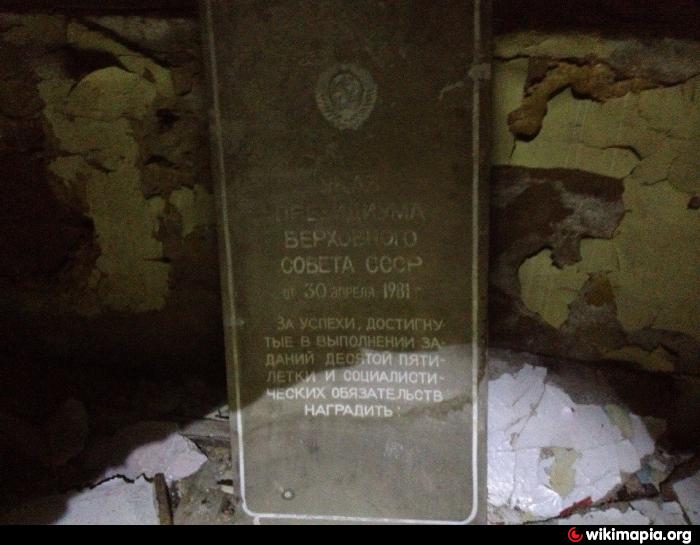 УКАЗ
ПРЕЗИДИУМА
ВЕРХОВНОГО
СОВЕТА СССР
от 30 апреля 1981 г
За успехи, достигну-
тые в выполнении за-
даний десятой пяти-
летки и социалисти-
ческих обязательств
наградить:
wikimapia.org